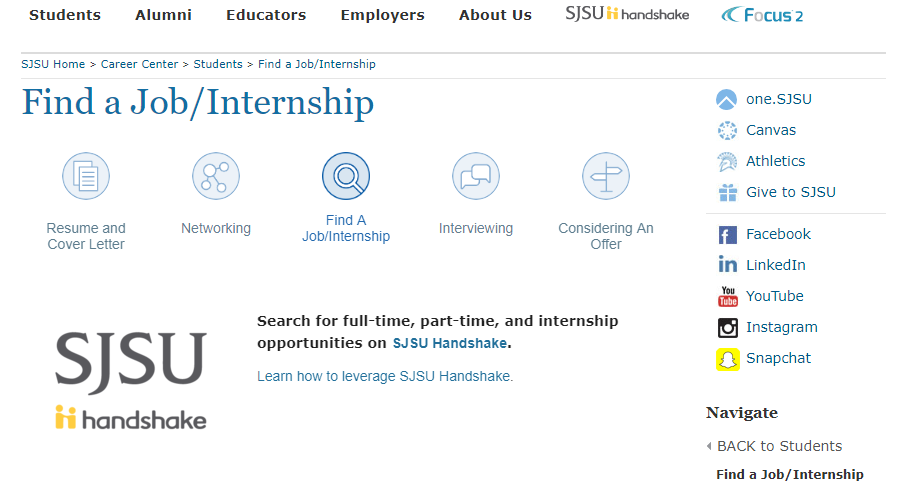 Students Alumni Educators Employers About Us SJSU handshake Focus 2
SJSU Home > Career Center > Students > Find a Job/Internship
Find a Job/Internship
Resume and
Cover Letter
Networking
Find A
Job/Internship
Interviewing
Considering An
Offer
SJSU
handshake
Search for full-time, part-time, and internship
opportunities on SJSU Handshake.
Learn how to leverage SJSU Handshake.
one.SJSU
Canvas
Athletics
Give to SJSU
Facebook
LinkedIn
You
Tube
YouTube
Instagram
Snapchat
Navigate
BACK to Students
Find a Job/Internship